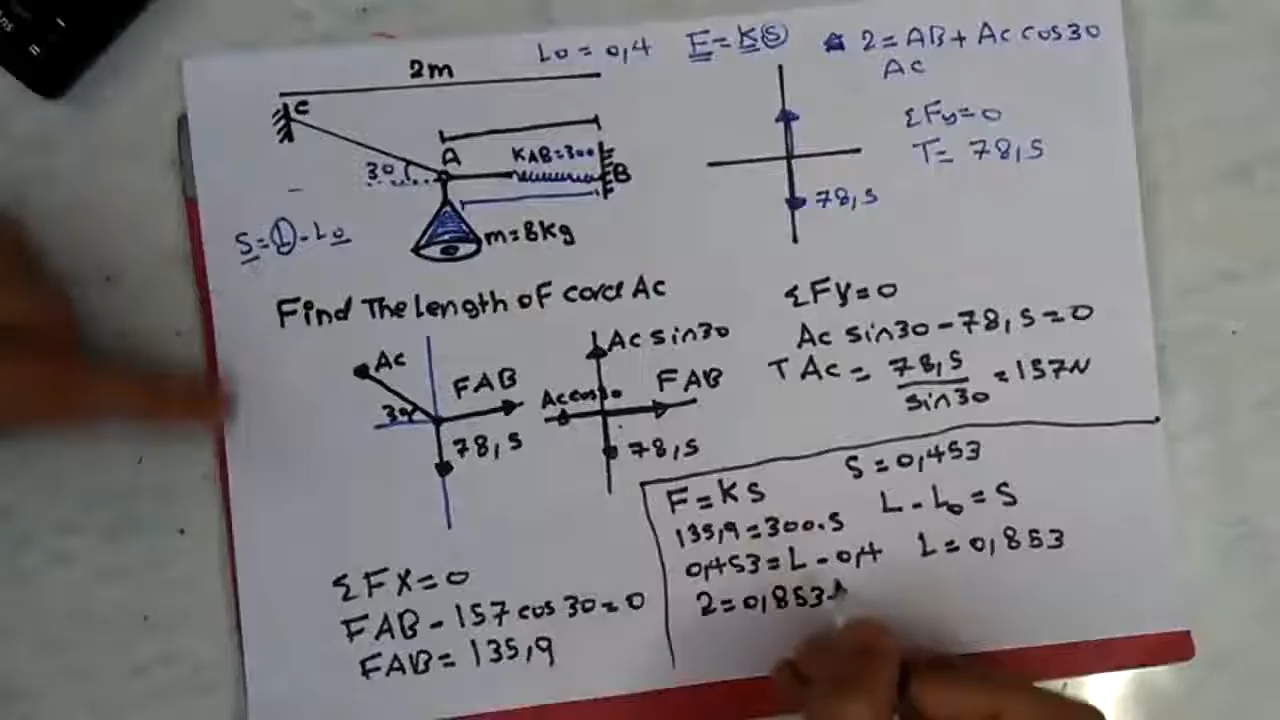 Lo = 0,4
F = KS
2 = AB + Ac cos30
Ac
2m
C
ΣFy = 0
T = 78,5
A
KAB = 300
B
30
78,5
S = L - Lo
m = 8 kg
Find The length of cord Ac
ΣFy = 0
Ac sin30 - 78,5 = 0
T Ac = 78,5 / sin30 = 157N
Ac
FAB
30
78,5
Ac sin30
FAB
Ac cos30
78,5
ΣFX = 0
FAB - 157 cos 30 = 0
FAB = 135,9
F = KS
S = 0,453
135,9 = 300.S
L - Lo = S
0,453 = L - 0,4
L = 0,853
2 = 0,853